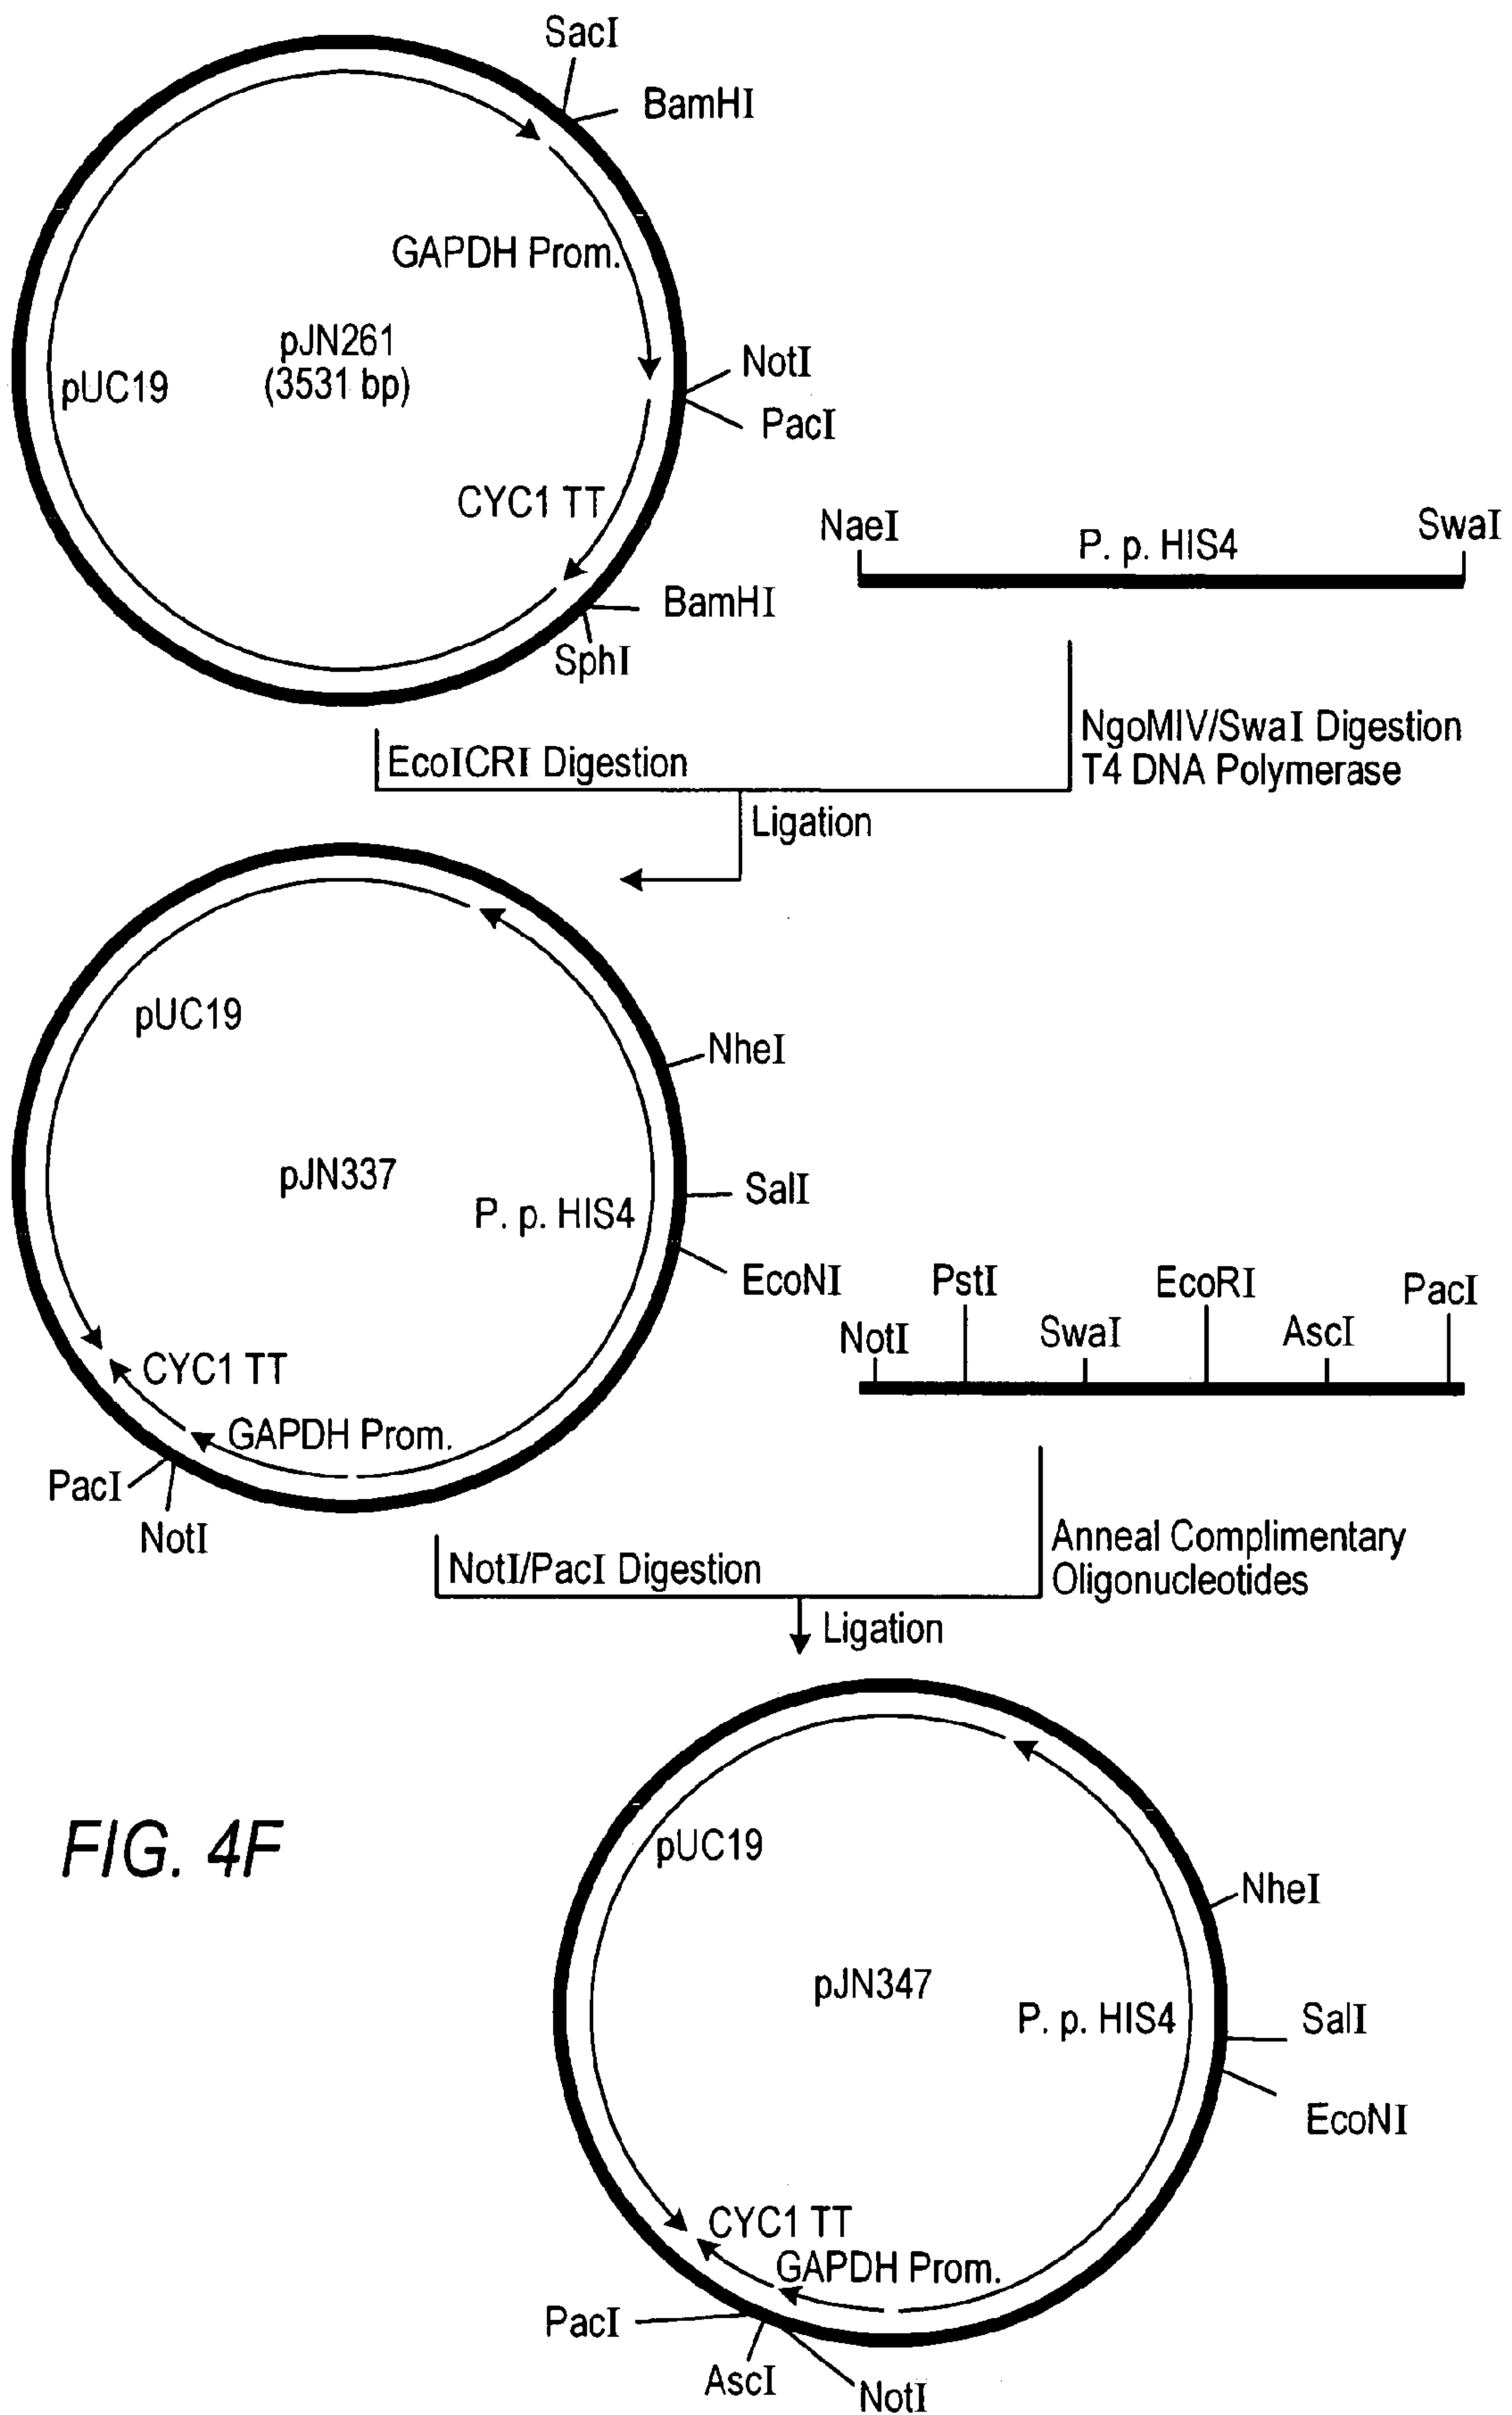 SacI
BamHI
GAPDH Prom.
pJN261
(3531 bp)
pUC19
NotI
PacI
CYC1 TT
BamHI
SphI
NaeI
P. p. HIS4
SwaI
EcoICRI Digestion
NgoMIV/SwaI Digestion
T4 DNA Polymerase
Ligation
pUC19
NheI
pJN337
SalI
P. p. HIS4
EcoNI
CYC1 TT
GAPDH Prom.
PacI
NotI
NotI
PstI
SwaI
EcoRI
AscI
PacI
NotI/PacI Digestion
Anneal Complimentary
Oligonucleotides
Ligation
FIG. 4F
pUC19
NheI
pJN347
P. p. HIS4
SalI
EcoNI
CYC1 TT
GAPDH Prom.
PacI
AscI
NotI